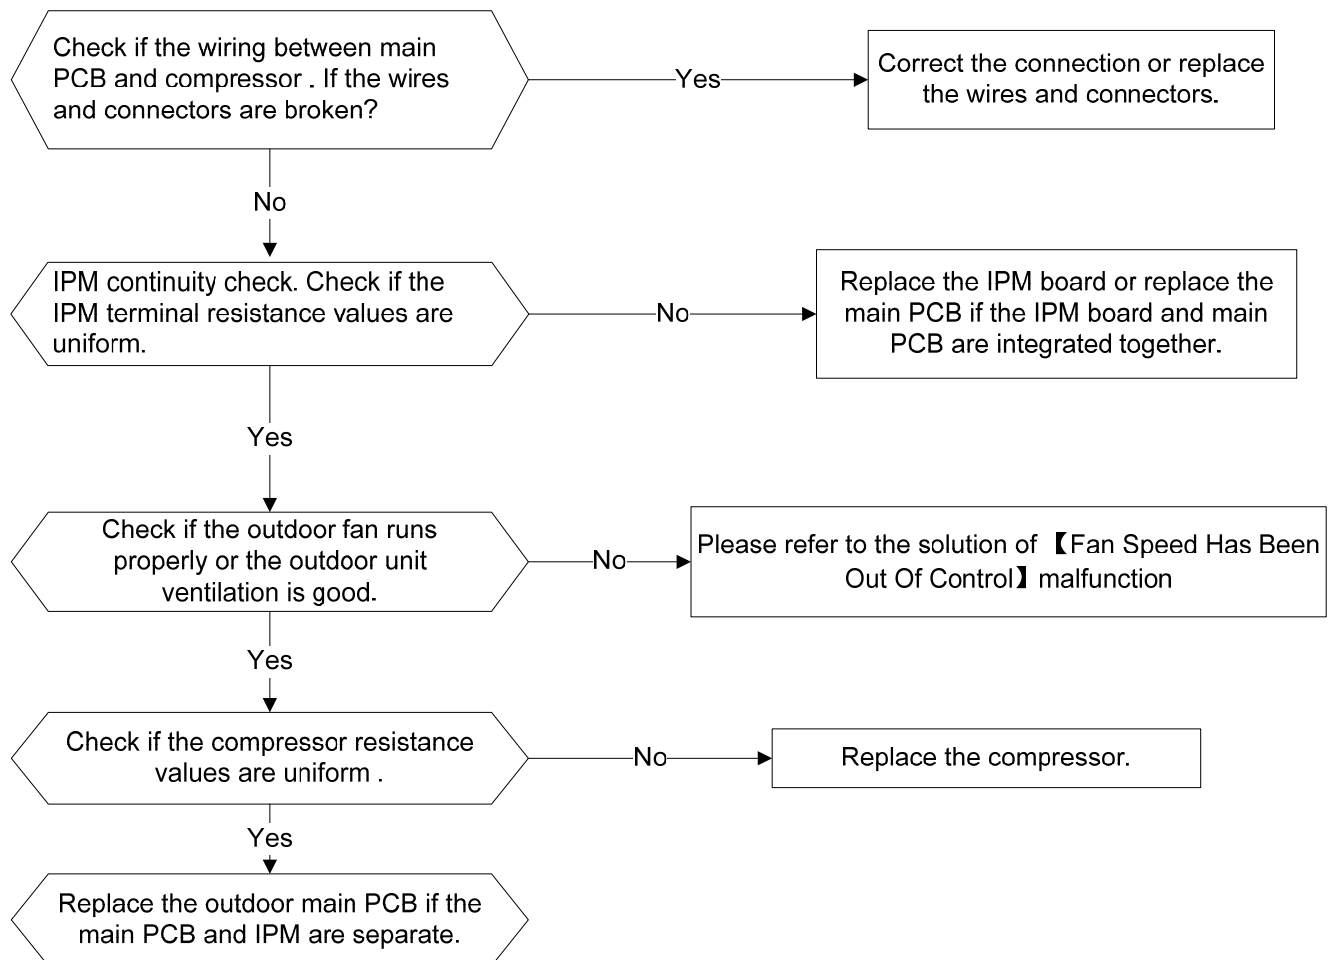 Check if the wiring between main
PCB and compressor . If the wires
and connectors are broken?
Yes
Correct the connection or replace
the wires and connectors.
No
IPM continuity check. Check if the
IPM terminal resistance values are
uniform.
No
Replace the IPM board or replace the
main PCB if the IPM board and main
PCB are integrated together.
Yes
Check if the outdoor fan runs
properly or the outdoor unit
ventilation is good.
No
Please refer to the solution of 【Fan Speed Has Been
Out Of Control】malfunction
Yes
Check if the compressor resistance
values are uniform .
No
Replace the compressor.
Yes
Replace the outdoor main PCB if the
main PCB and IPM are separate.